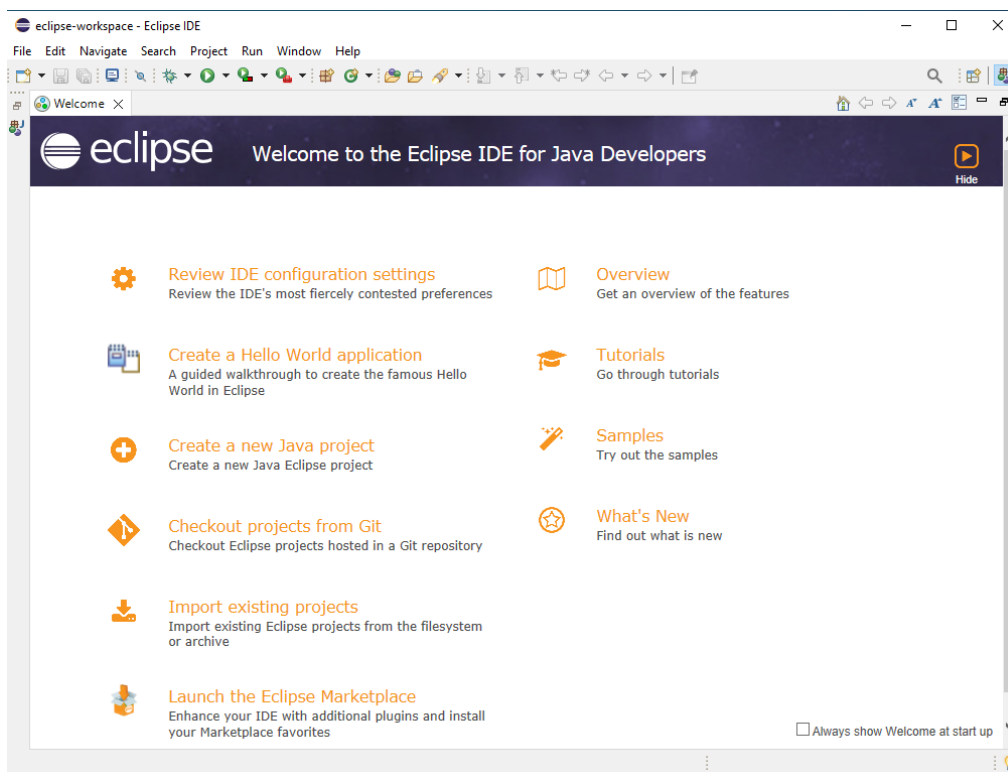 eclipse-workspace - Eclipse IDE
File Edit Navigate Search Project Run Window Help
Welcome
eclipse Welcome to the Eclipse IDE for Java Developers
Hide
Review IDE configuration settings
Review the IDE's most fiercely contested preferences
Create a Hello World application
A guided walkthrough to create the famous Hello
World in Eclipse
Create a new Java project
Create a new Java Eclipse project
Checkout projects from Git
Checkout Eclipse projects hosted in a Git repository
Import existing projects
Import existing Eclipse projects from the filesystem
or archive
Launch the Eclipse Marketplace
Enhance your IDE with additional plugins and install
your Marketplace favorites
Overview
Get an overview of the features
Tutorials
Go through tutorials
Samples
Try out the samples
What's New
Find out what is new
Always show Welcome at start up